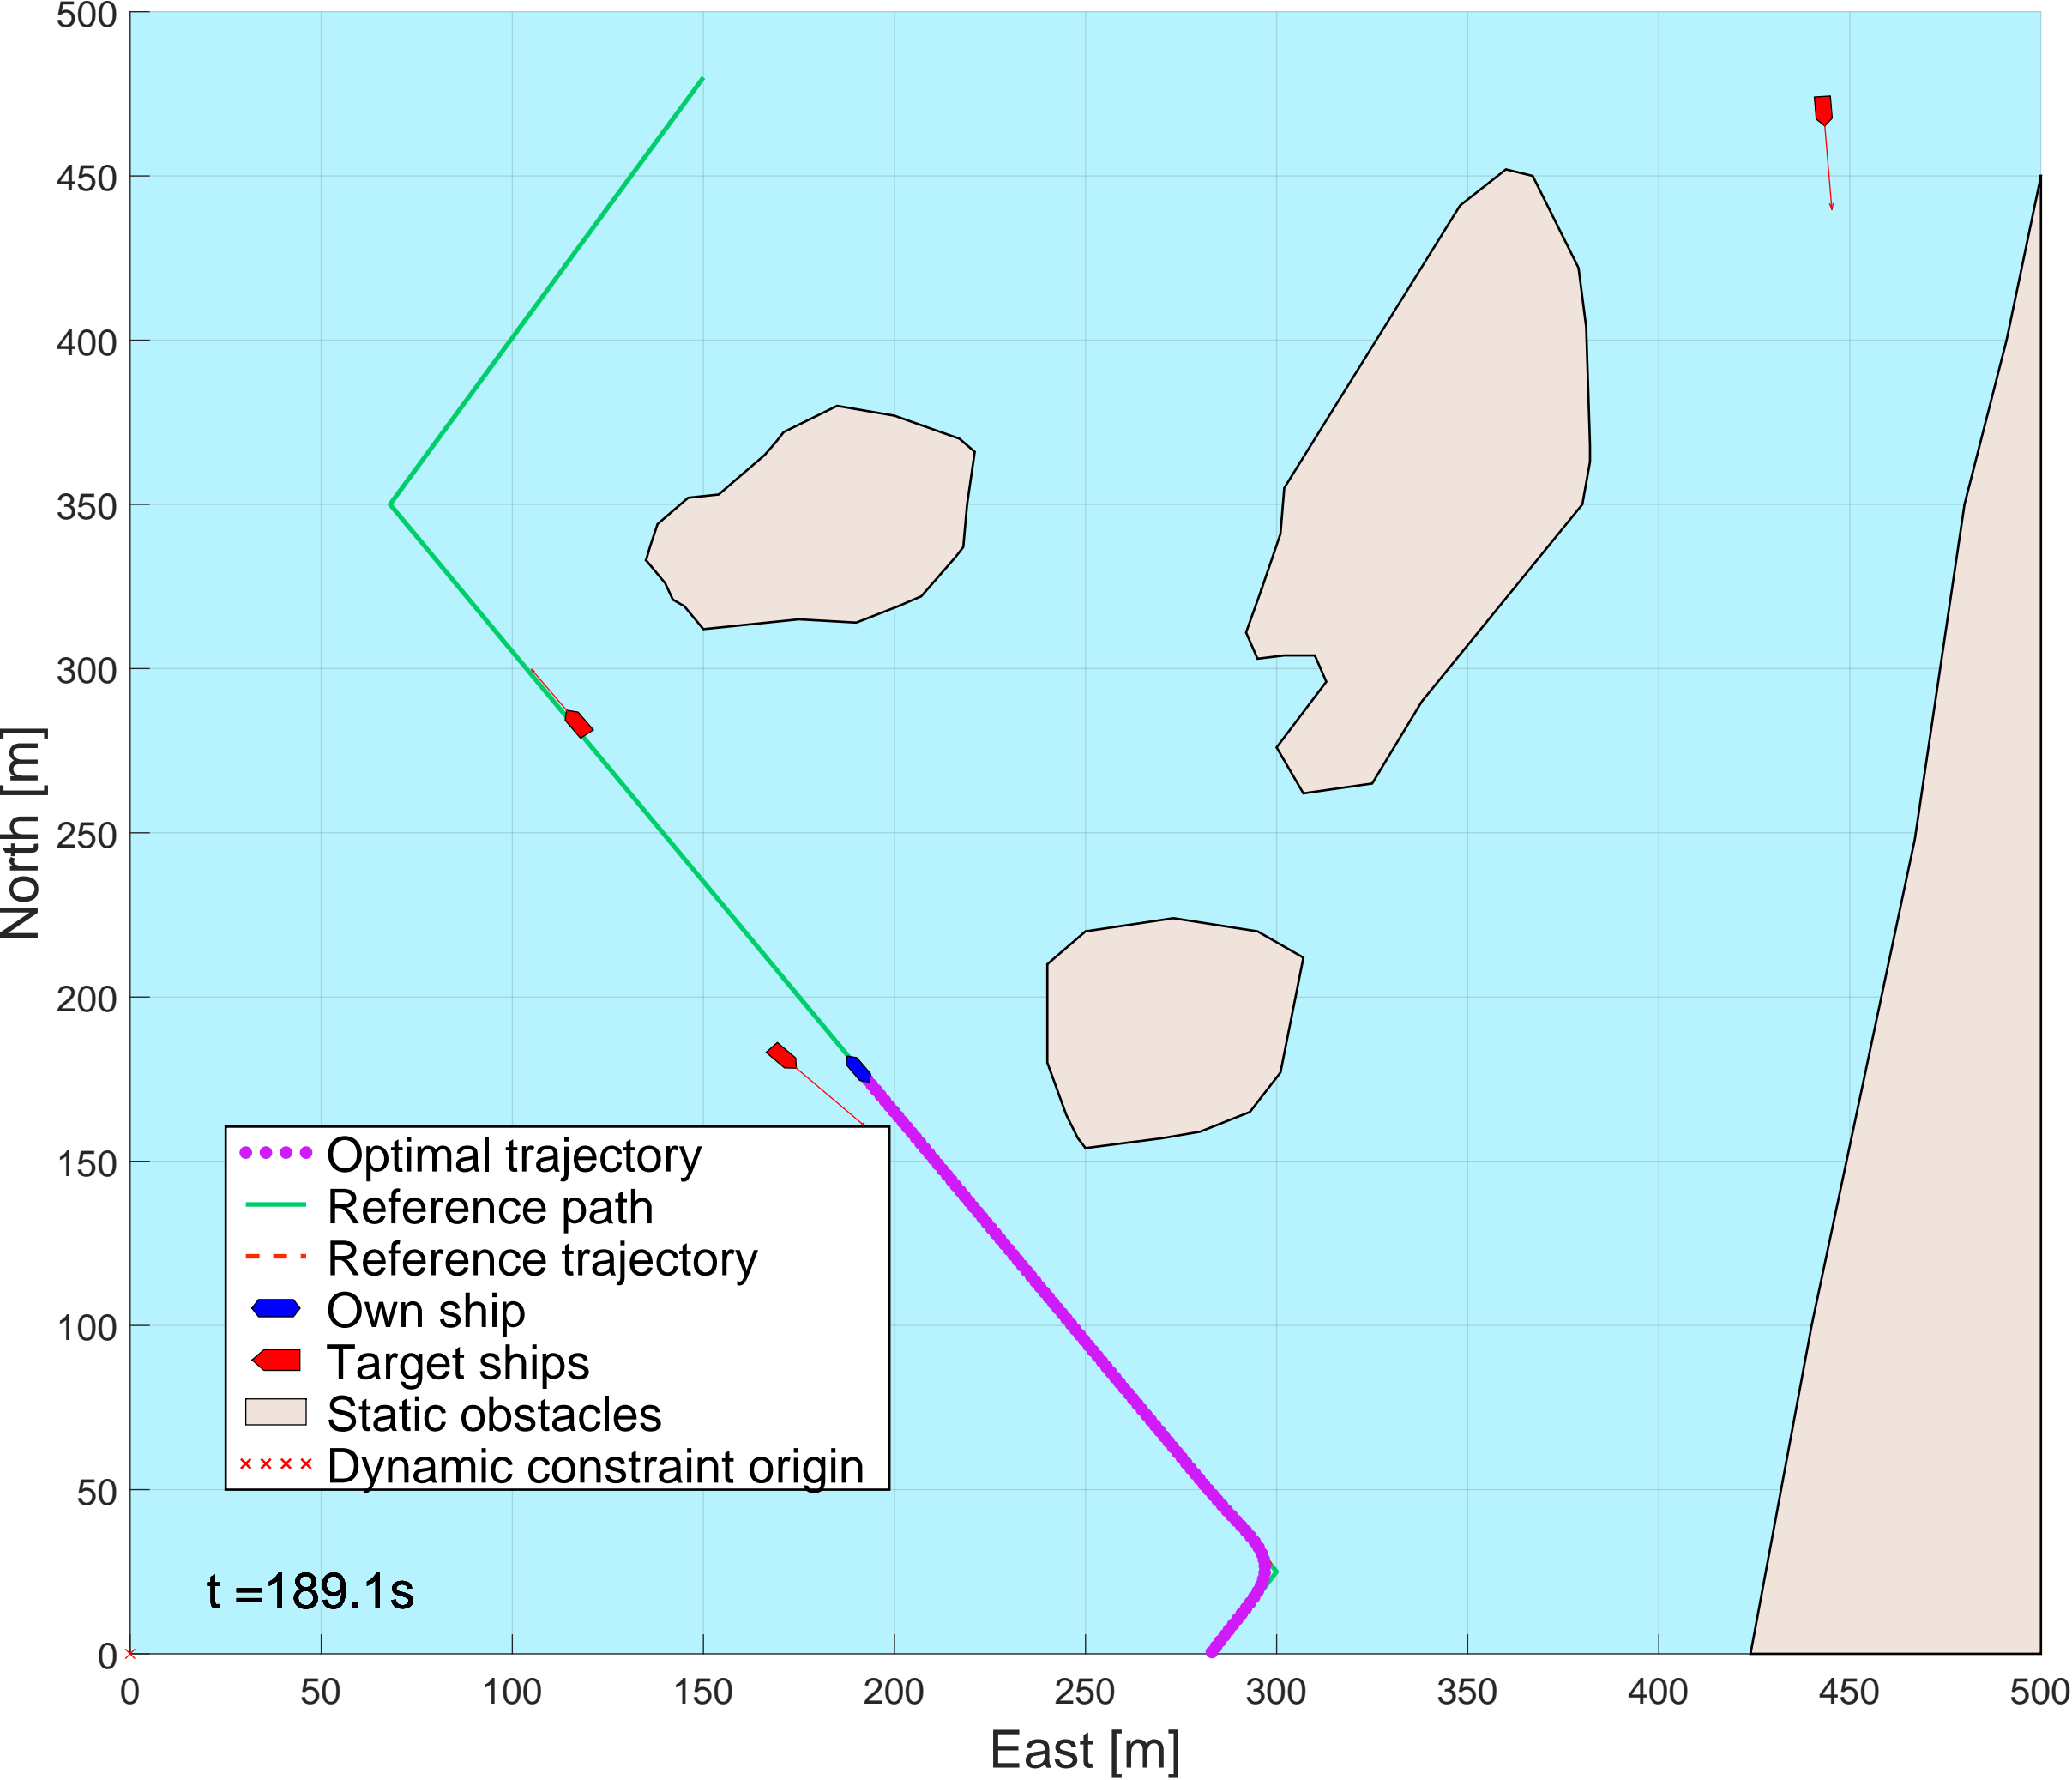 500
450
400
350
300
250
200
150
100
50
0
North [m]
Optimal trajectory
Reference path
Reference trajectory
Own ship
Target ships
Static obstacles
Dynamic constraint origin
t =189.1s
0 50 100 150 200 250 300 350 400 450 500
East [m]